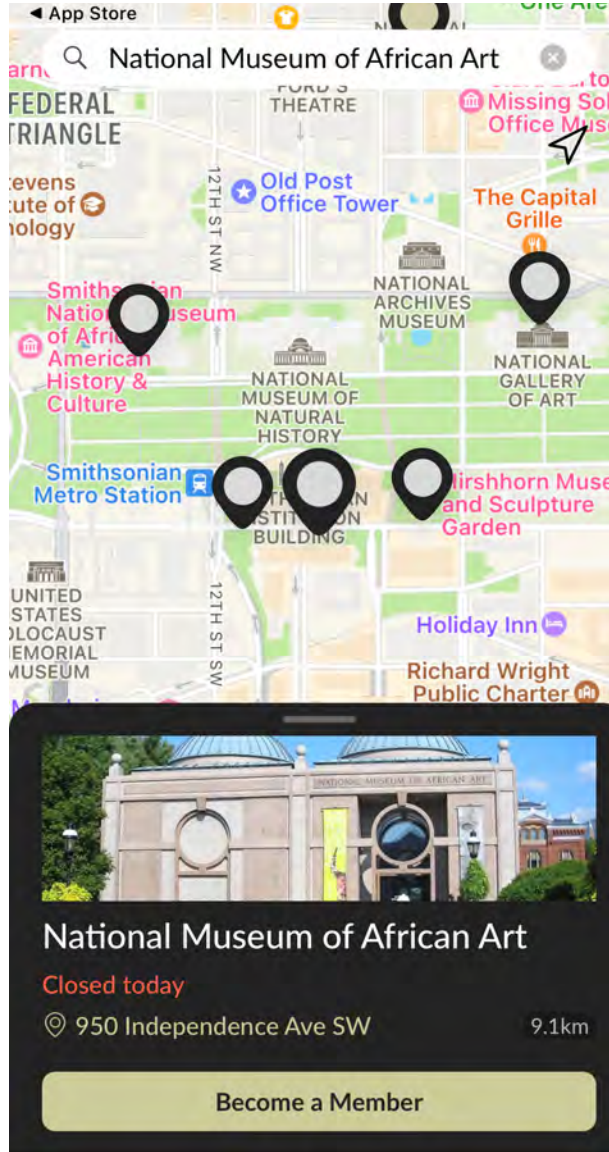 App Store
National Museum of African Art
FORD'S
THEATRE
FEDERAL
TRIANGLE
Missing
Office
Old Post
Office Tower
The Capital
Grille
12TH ST NW
NATIONAL
ARCHIVES
MUSEUM
of
American
History &
Culture
NATIONAL
MUSEUM OF
NATURAL
HISTORY
NATIONAL
GALLERY
OF ART
Smithsonian
Metro Station
BUILDING
and Sculpture
Garden
UNITED
STATES
MUSEUM
12TH ST SW
Holiday Inn
Richard Wright
Public Charter
NATIONAL MUSEUM OF AFRICAN ART
National Museum of African Art
Closed today
950 Independence Ave SW
9.1km
Become a Member